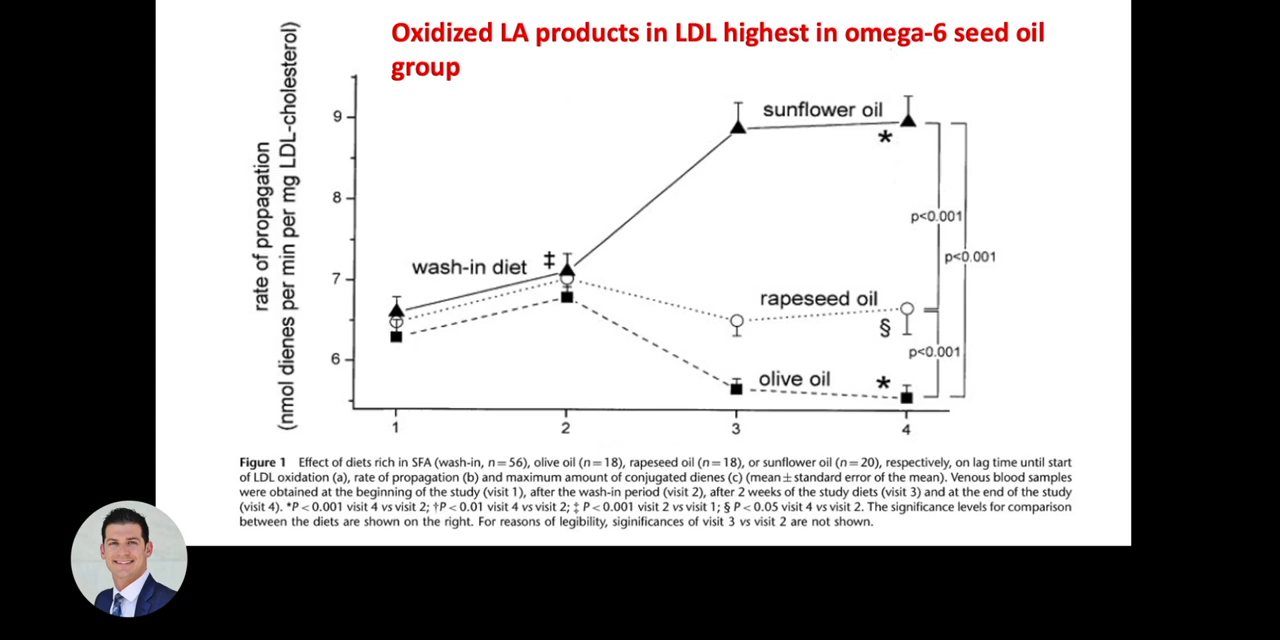 Oxidized LA products in LDL highest in omega-6 seed oil
group
rate of propagation
(nmol dienes per min per mg LDL-cholesterol)
9
8
7
6
sunflower oil
*
wash-in diet
‡
rapeseed oil
§
olive oil
*
p<0.001
p<0.001
p<0.001
1
2
3
4
Figure 1 Effect of diets rich in SFA (wash-in, n=56), olive oil (n=18), rapeseed oil (n=18), or sunflower oil (n=20), respectively, on lag time until start
of LDL oxidation (a), rate of propagation (b) and maximum amount of conjugated dienes (c) (mean±standard error of the mean). Venous blood samples
were obtained at the beginning of the study (visit 1), after the wash-in period (visit 2), after 2 weeks of the study diets (visit 3) and at the end of the study
(visit 4). *P<0.001 visit 4 vs visit 2; †P<0.01 visit 4 vs visit 2; ‡ P<0.001 visit 2 vs visit 1; § P<0.05 visit 4 vs visit 2. The significance levels for comparison
between the diets are shown on the right. For reasons of legibility, siginificances of visit 3 vs visit 2 are not shown.